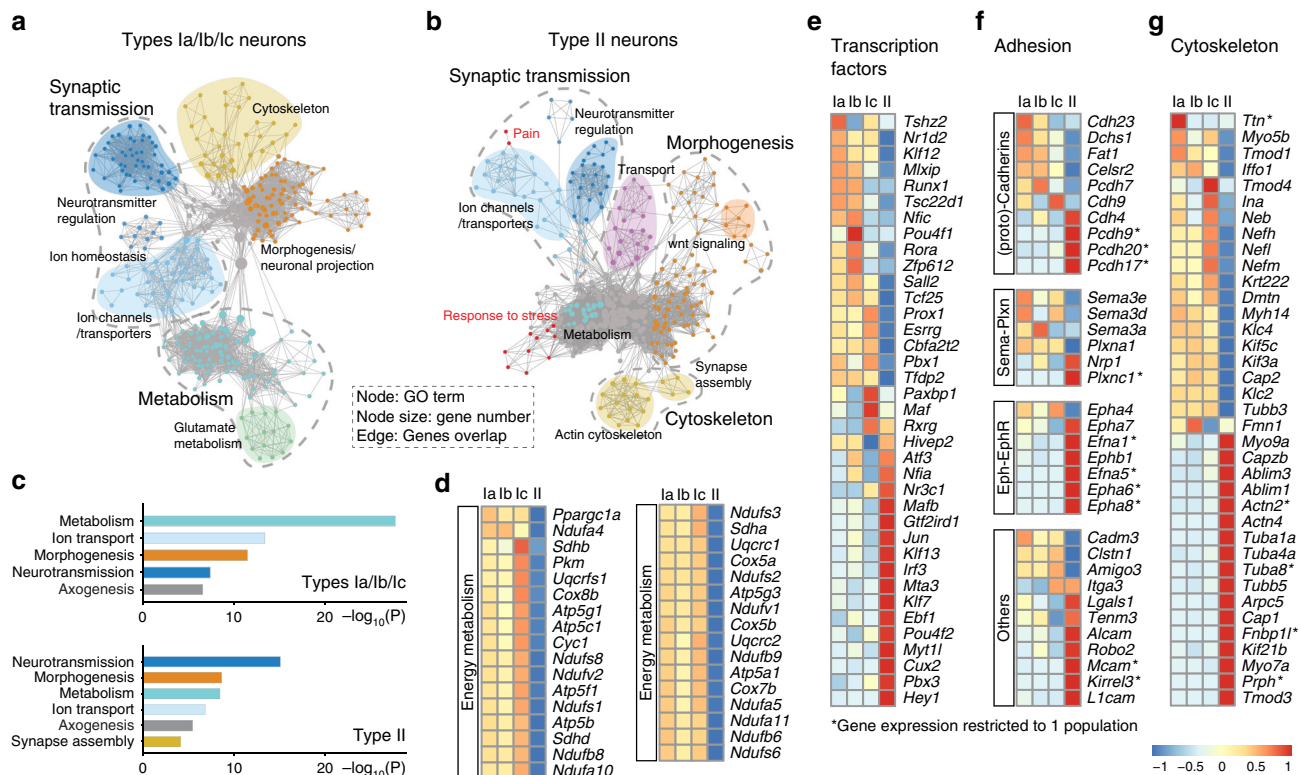 a
Types Ia/Ib/Ic neurons
Synaptic
transmission
Cytoskeleton
Neurotransmitter
regulation
Ion homeostasis
Morphogenesis/
neuronal projection
Ion channels
/transporters
Metabolism
Glutamate
metabolism
b
Type II neurons
Synaptic transmission
Neurotransmitter
regulation
Pain
Morphogenesis
Transport
Ion channels
/transporters
wnt signaling
Response to stress
Metabolism
Synapse
assembly
Cytoskeleton
Actin cytoskeleton
Node: GO term
Node size: gene number
Edge: Genes overlap
c
Metabolism
Ion transport
Morphogenesis
Neurotransmission
Axogenesis
Types Ia/Ib/Ic
0 10 20 −log10(P)
Neurotransmission
Morphogenesis
Metabolism
Ion transport
Axogenesis
Synapse assembly
Type II
0 10 20 −log10(P)
d
Ia Ib Ic II
Energy metabolism
Ppargc1a
Ndufa4
Sdhb
Pkm
Uqcrfs1
Cox8b
Atp5g1
Atp5c1
Cyc1
Ndufs8
Ndufv2
Atp5f1
Ndufs1
Atp5b
Sdhd
Ndufb8
Ndufa10
Ia Ib Ic II
Energy metabolism
Ndufs3
Sdha
Uqcrc1
Cox5a
Ndufs2
Atp5g3
Ndufv1
Cox5b
Uqcrc2
Ndufb9
Atp5a1
Cox7b
Ndufa5
Ndufa11
Ndufb6
Ndufs6
e
Transcription
factors
Ia Ib Ic II
Tshz2
Nr1d2
Klf12
Mlxip
Runx1
Tsc22d1
Nfic
Pou4f1
Rora
Zfp612
Sall2
Tcf25
Prox1
Esrrg
Cbfa2t2
Pbx1
Tfdp2
Paxbp1
Maf
Rxrg
Hivep2
Atf3
Nfia
Nr3c1
Mafb
Gtf2ird1
Jun
Klf13
Irf3
Mta3
Klf7
Ebf1
Pou4f2
Myt1l
Cux2
Pbx3
Hey1
f
Adhesion
Ia Ib Ic II
(proto)-Cadherins
Cdh23
Dchs1
Fat1
Celsr2
Pcdh7
Cdh9
Cdh4
Pcdh9*
Pcdh20*
Pcdh17*
Sema-Plxn
Sema3e
Sema3d
Sema3a
Plxna1
Nrp1
Plxnc1*
Eph-EphR
Epha4
Epha7
Efna1*
Ephb1
Efna5*
Epha6*
Epha8*
Others
Cadm3
Clstn1
Amigo3
Itga3
Lgals1
Tenm3
Alcam
Robo2
Mcam*
Kirrel3*
L1cam
*Gene expression restricted to 1 population
g
Cytoskeleton
Ia Ib Ic II
Ttn*
Myo5b
Tmod1
Iffo1
Tmod4
Ina
Neb
Nefh
Nefl
Nefm
Krt222
Dmtn
Myh14
Klc4
Kif5c
Kif3a
Cap2
Klc2
Tubb3
Fmn1
Myo9a
Capzb
Ablim3
Ablim1
Actn2*
Actn4
Tuba1a
Tuba4a
Tuba8*
Tubb5
Arpc5
Cap1
Fnbp1l*
Kif21b
Myo7a
Prph*
Tmod3
−1 −0.5 0 0.5 1